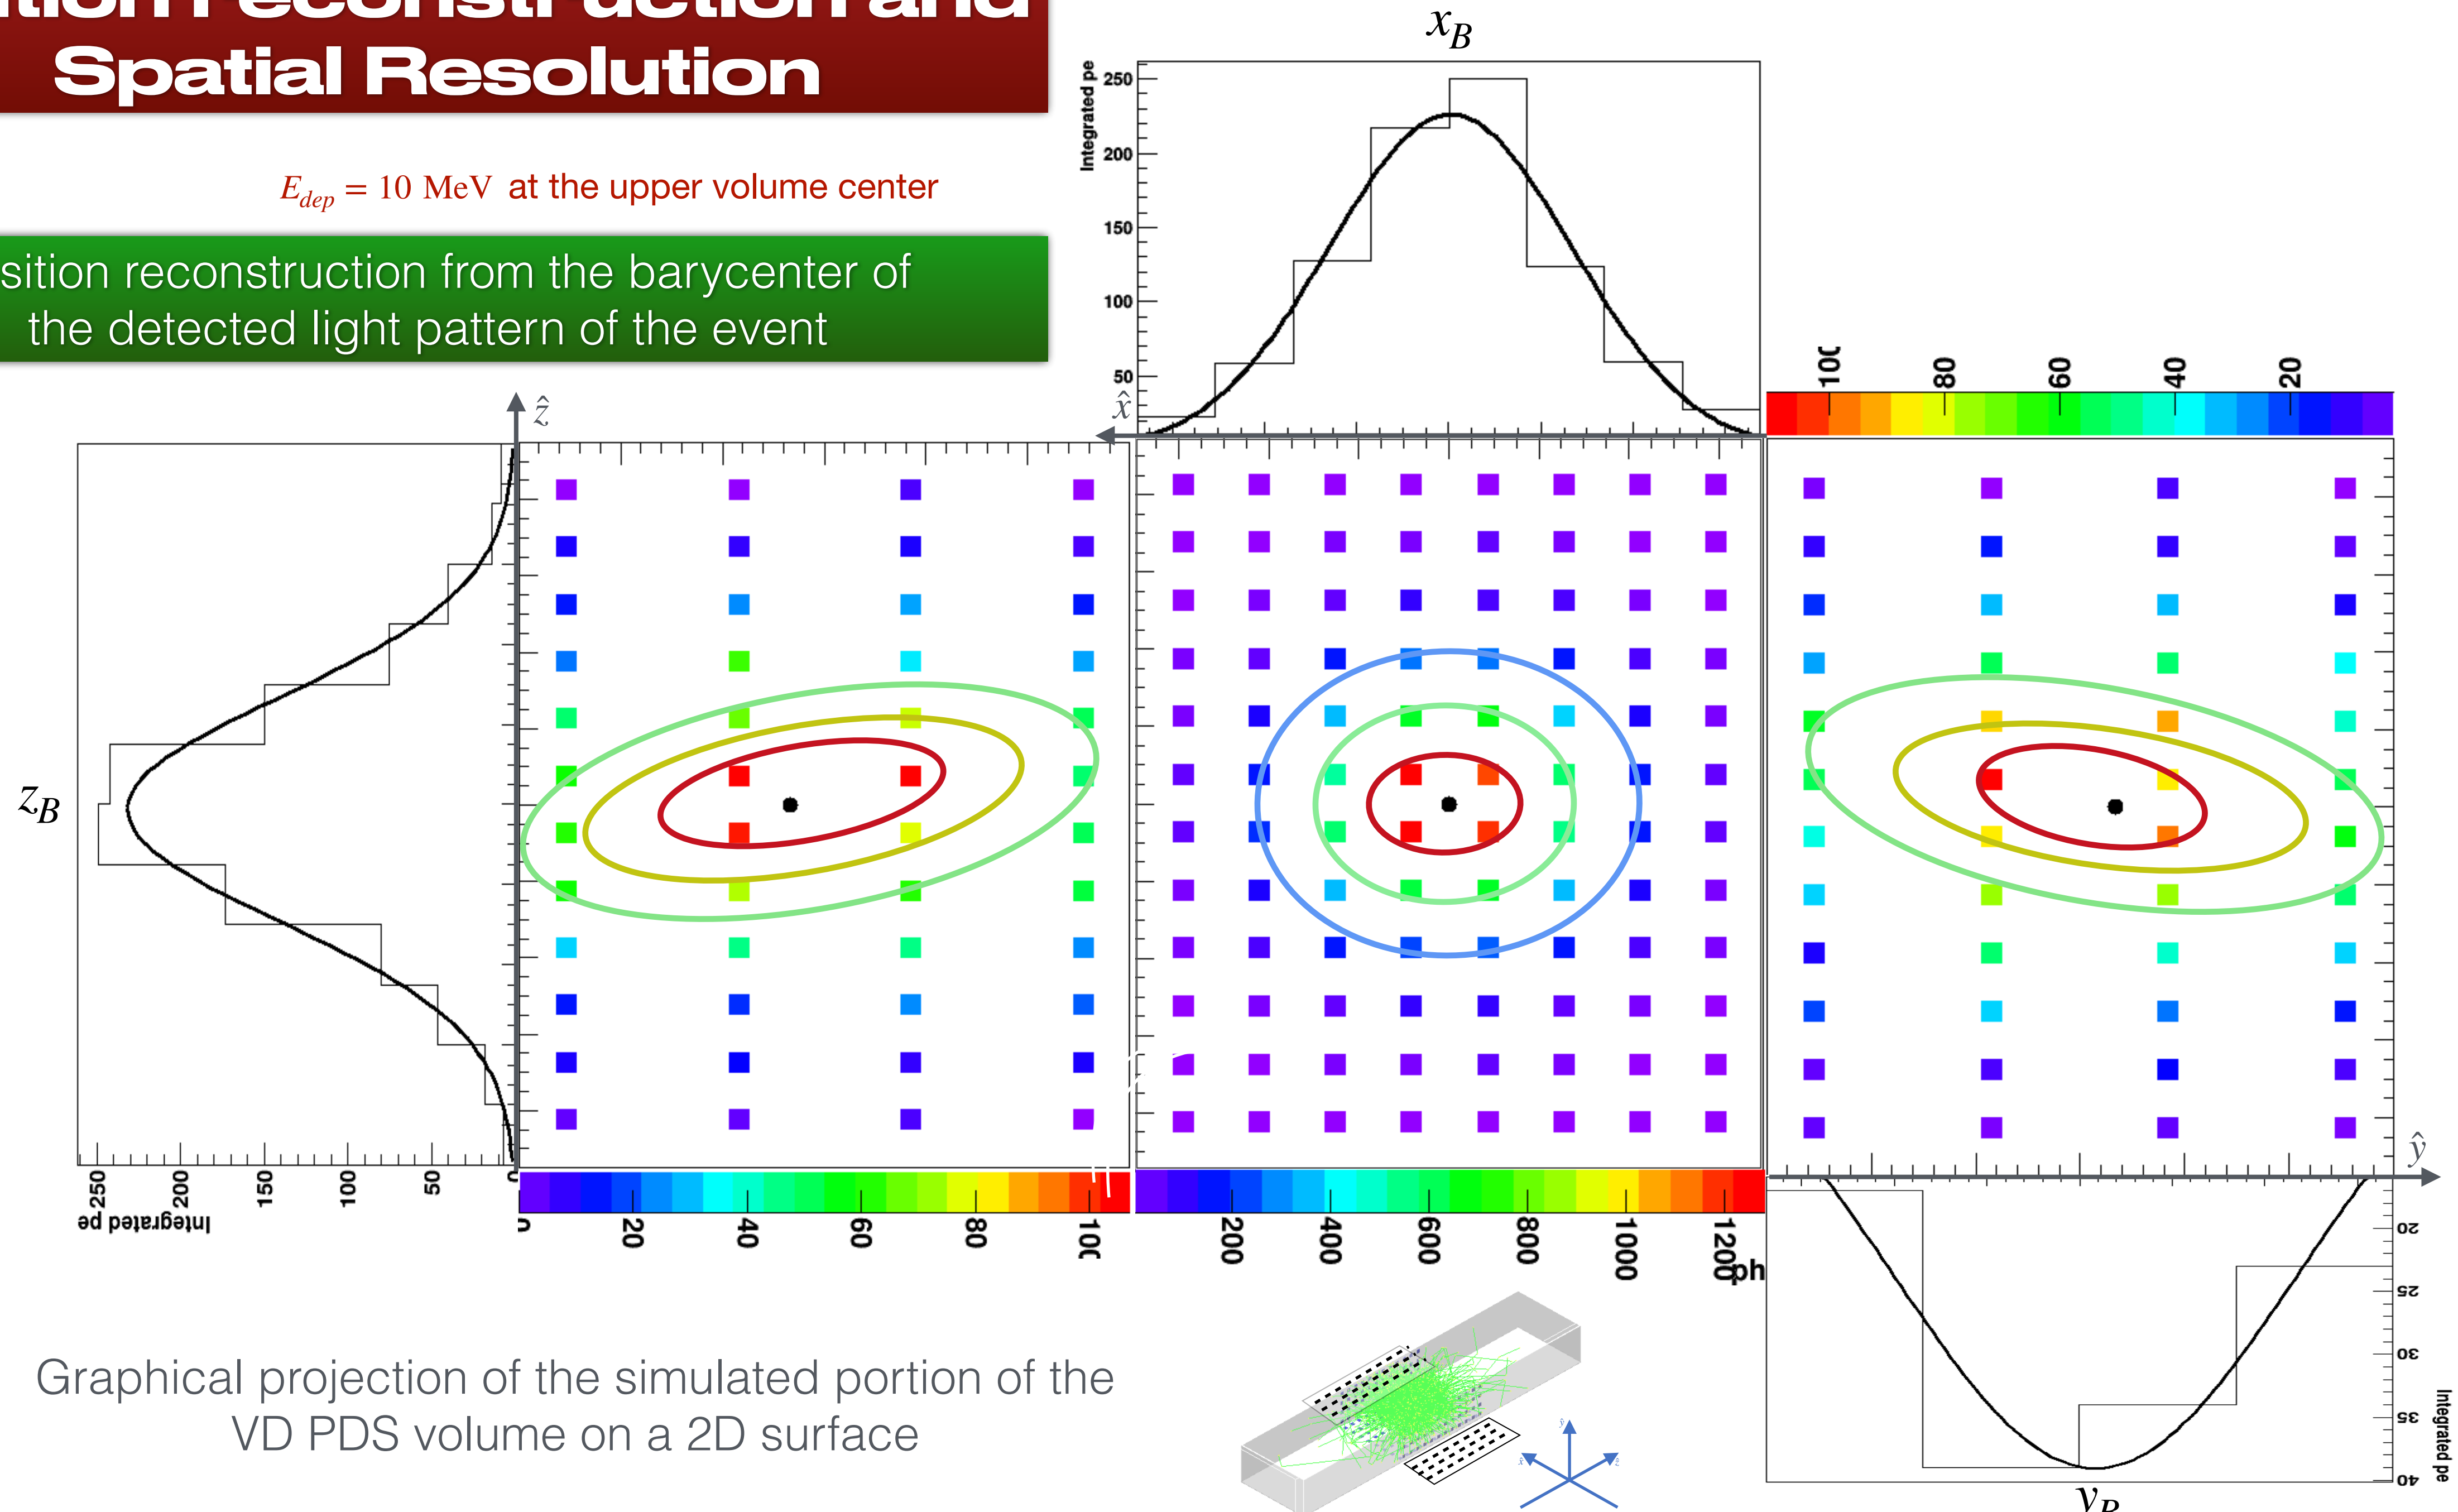 Spatial Resolution
E_dep = 10 MeV at the upper volume center
the barycenter of
the detected light pattern of the event
x_B
Integrated pe
250
200
150
100
50
x̂
ẑ
80
60
40
20
z_B
250
200
150
100
50
0
Integrated pe
20
40
60
80
200
400
600
800
1000
1200
ph
ŷ
20
25
30
35
40
Integrated pe
y_B
Graphical projection of the simulated portion of the
VD PDS volume on a 2D surface